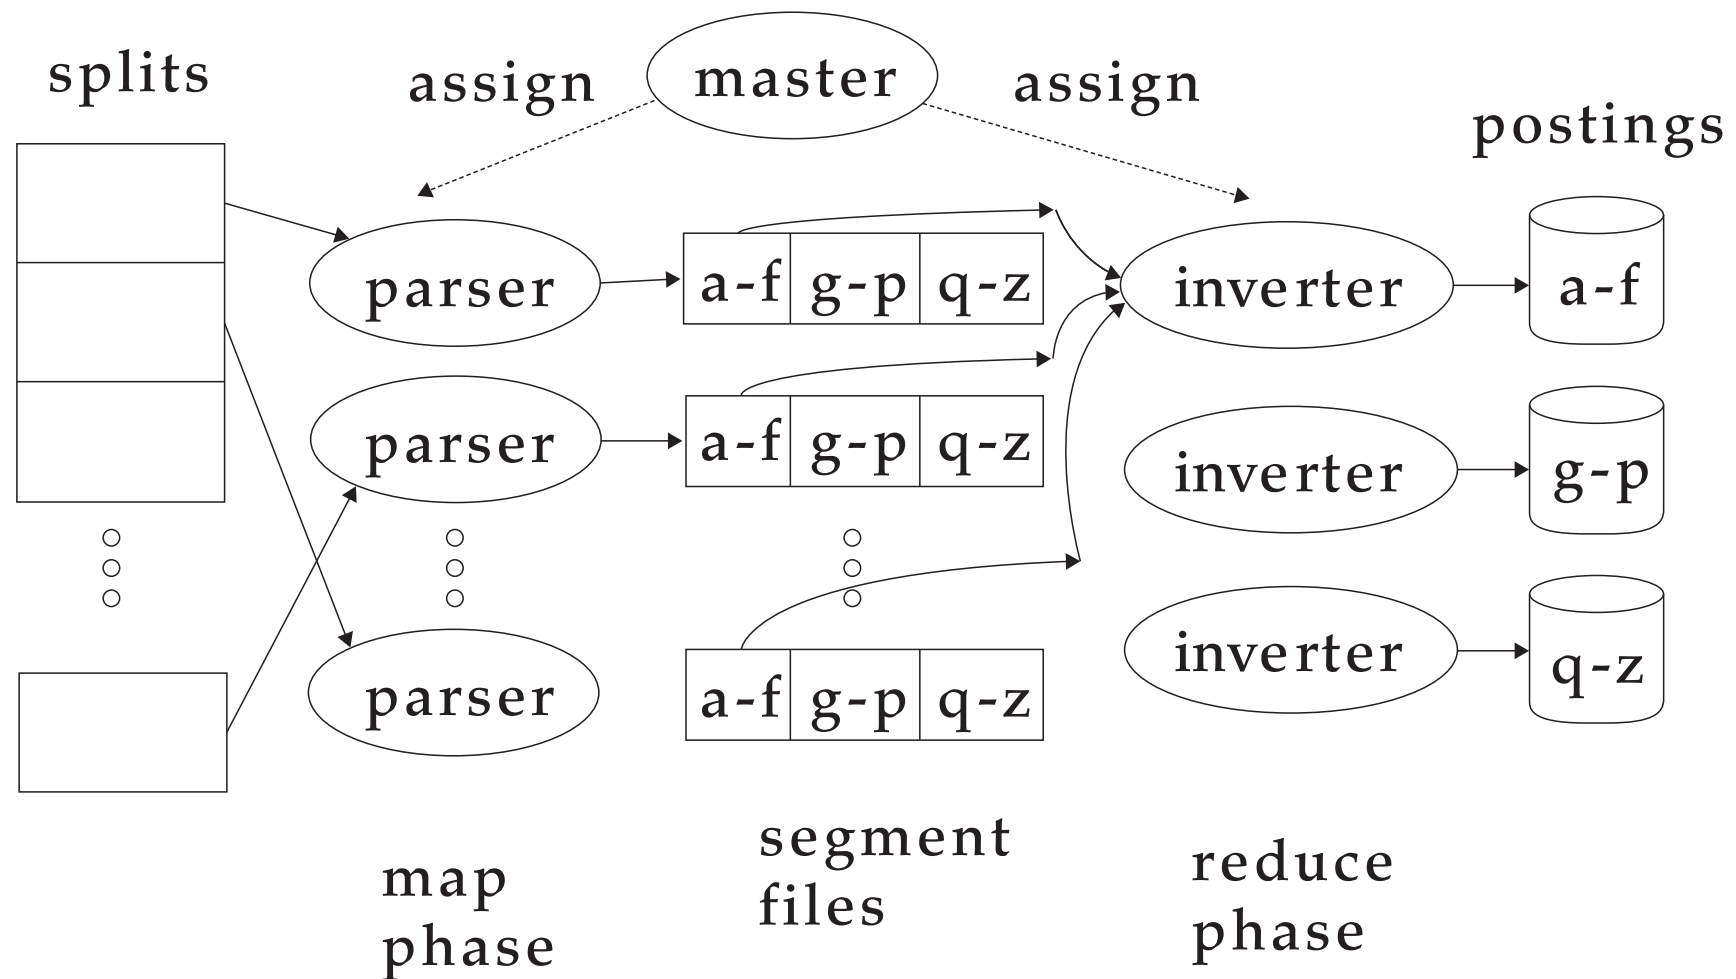 splits
assign
master
assign
postings
parser
a-f g-p q-z
inverter
a-f
parser
a-f g-p q-z
inverter
g-p
parser
a-f g-p q-z
inverter
q-z
map
phase
segment
files
reduce
phase